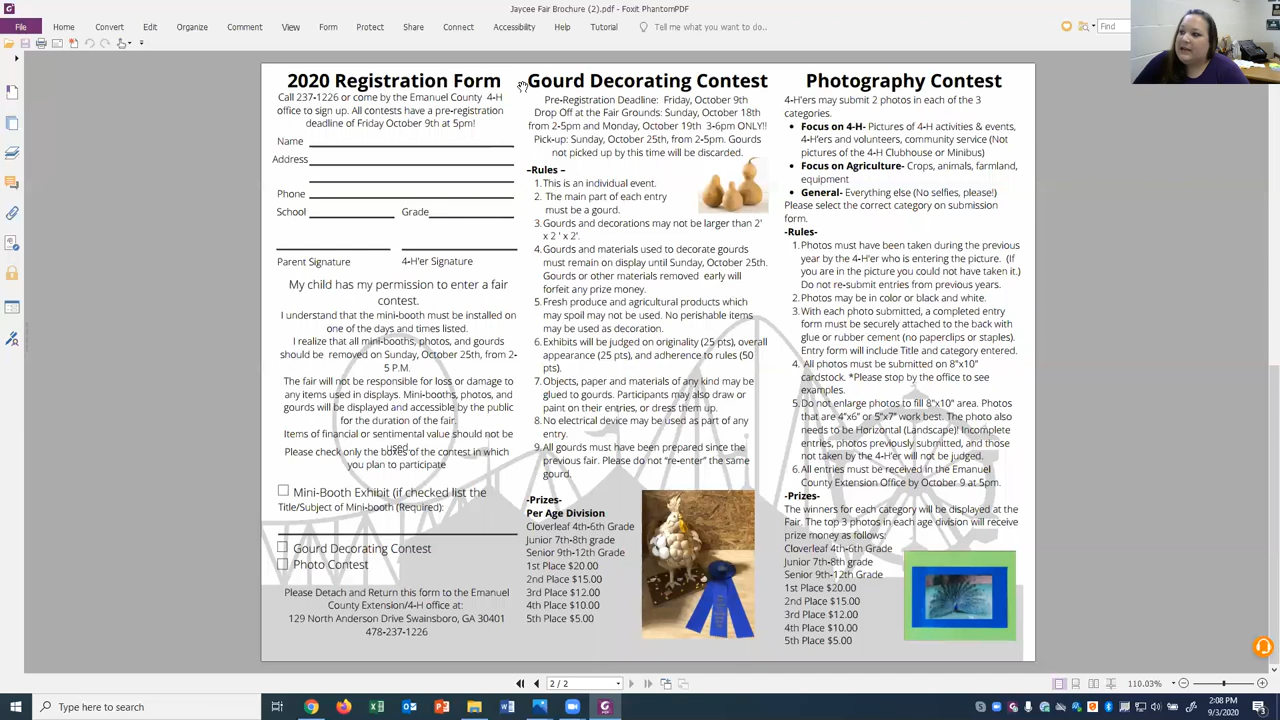 Jaycee Fair Brochure (2).pdf - Foxit PhantomPDF
File Home Convert Edit Organize Comment View Form Protect Share Connect Accessibility Help Tutorial Tell me what you want to do... Find
2020 Registration Form
Call 237-1226 or come by the Emanuel County 4-H
office to sign up. All contests have a pre-registration
deadline of Friday October 9th at 5pm!
Name
Address
Phone
School Grade
Parent Signature 4-H'er Signature
My child has my permission to enter a fair
contest.
I understand that the mini-booth must be installed on
one of the days and times listed.
I realize that all mini-booths, photos, and gourds
should be removed on Sunday, October 25th, from 2-
5 P.M.
The fair will not be responsible for loss or damage to
any items used in displays. Mini-booths, photos, and
gourds will be displayed and accessible by the public
for the duration of the fair.
Items of financial or sentimental value should not be
used.
Please check only the boxes of the contest in which
you plan to participate
Mini-Booth Exhibit (if checked list the
Title/Subject of Mini-booth (Required):
Gourd Decorating Contest
Photo Contest
Please Detach and Return this form to the Emanuel
County Extension/4-H office at:
129 North Anderson Drive Swainsboro, GA 30401
478-237-1226
Gourd Decorating Contest
Pre-Registration Deadline: Friday, October 9th
Drop Off at the Fair Grounds: Sunday, October 18th
from 2-5pm and Monday, October 19th 3-6pm ONLY!!
Pick-up: Sunday, October 25th, from 2-5pm. Gourds
not picked up by this time will be discarded.
-Rules -
1. This is an individual event.
2. The main part of each entry
must be a gourd.
3. Gourds and decorations may not be larger than 2'
x 2 ' x 2'.
4. Gourds and materials used to decorate gourds
must remain on display until Sunday, October 25th.
Gourds or other materials removed early will
forfeit any prize money.
5. Fresh produce and agricultural products which
may spoil may not be used. No perishable items
may be used as decoration.
6. Exhibits will be judged on originality (25 pts), overall
appearance (25 pts), and adherence to rules (50
pts).
7. Objects, paper and materials of any kind may be
glued to gourds. Participants may also draw or
paint on their entries, or dress them up.
8. No electrical device may be used as part of any
entry.
9. All gourds must have been prepared since the
previous fair. Please do not "re-enter" the same
gourd.
-Prizes-
Per Age Division
Cloverleaf 4th-6th Grade
Junior 7th-8th grade
Senior 9th-12th Grade
1st Place $20.00
2nd Place $15.00
3rd Place $12.00
4th Place $10.00
5th Place $5.00
Photography Contest
4-H'ers may submit 2 photos in each of the 3
categories.
• Focus on 4-H- Pictures of 4-H activities & events,
4-H'ers and volunteers, community service (Not
pictures of the 4-H Clubhouse or Minibus)
• Focus on Agriculture- Crops, animals, farmland,
equipment
• General- Everything else (No selfies, please!)
Please select the correct category on submission
form.
-Rules-
1. Photos must have been taken during the previous
year by the 4-H'er who is entering the picture. (If
you are in the picture you could not have taken it.)
Do not re-submit entries from previous years.
2. Photos may be in color or black and white.
3. With each photo submitted, a completed entry
form must be securely attached to the back with
glue or rubber cement (no paperclips or staples).
Entry form will include Title and category entered.
4. All photos must be submitted on 8"x10"
cardstock. *Please stop by the office to see
examples.
5. Do not enlarge photos to fill 8"x10" area. Photos
that are 4"x6" or 5"x7" work best. The photo also
needs to be Horizontal (Landscape)! Incomplete
entries, photos previously submitted, and those
not taken by the 4-H'er will not be judged.
6. All entries must be received in the Emanuel
County Extension Office by October 9 at 5pm.
-Prizes-
The winners for each category will be displayed at the
Fair. The top 3 photos in each age division will receive
prize money as follows:
Cloverleaf 4th-6th Grade
Junior 7th-8th grade
Senior 9th-12th Grade
1st Place $20.00
2nd Place $15.00
3rd Place $12.00
4th Place $10.00
5th Place $5.00
2 / 2
110.03%
Type here to search
2:08 PM
9/3/2020